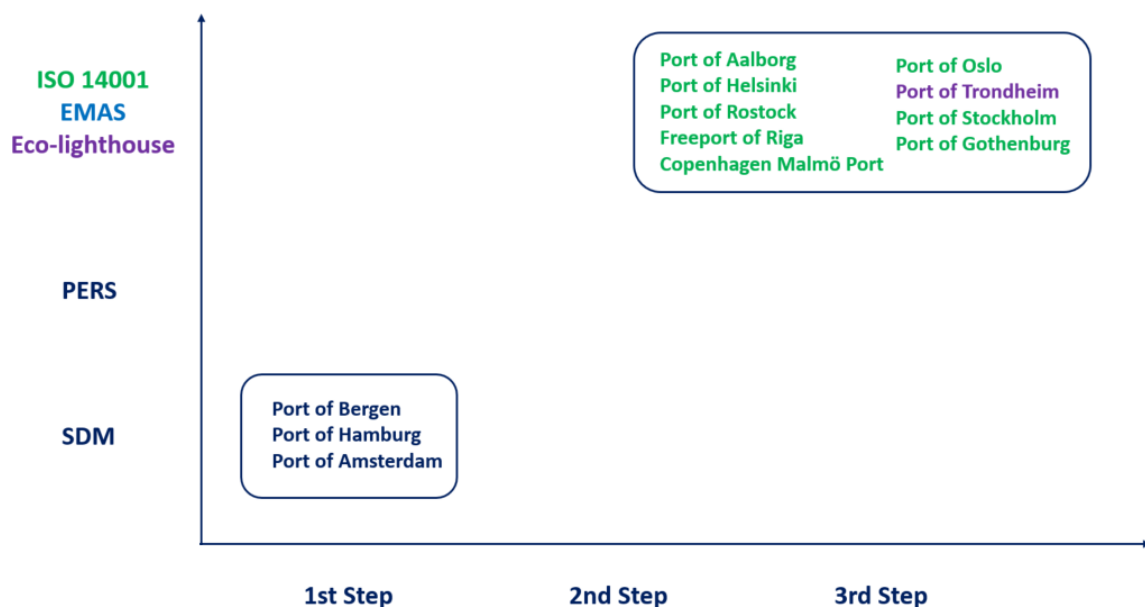 ISO 14001
EMAS
Eco-lighthouse
Port of Aalborg
Port of Helsinki
Port of Rostock
Freeport of Riga
Copenhagen Malmö Port
Port of Oslo
Port of Trondheim
Port of Stockholm
Port of Gothenburg
PERS
SDM
Port of Bergen
Port of Hamburg
Port of Amsterdam
1st Step
2nd Step
3rd Step